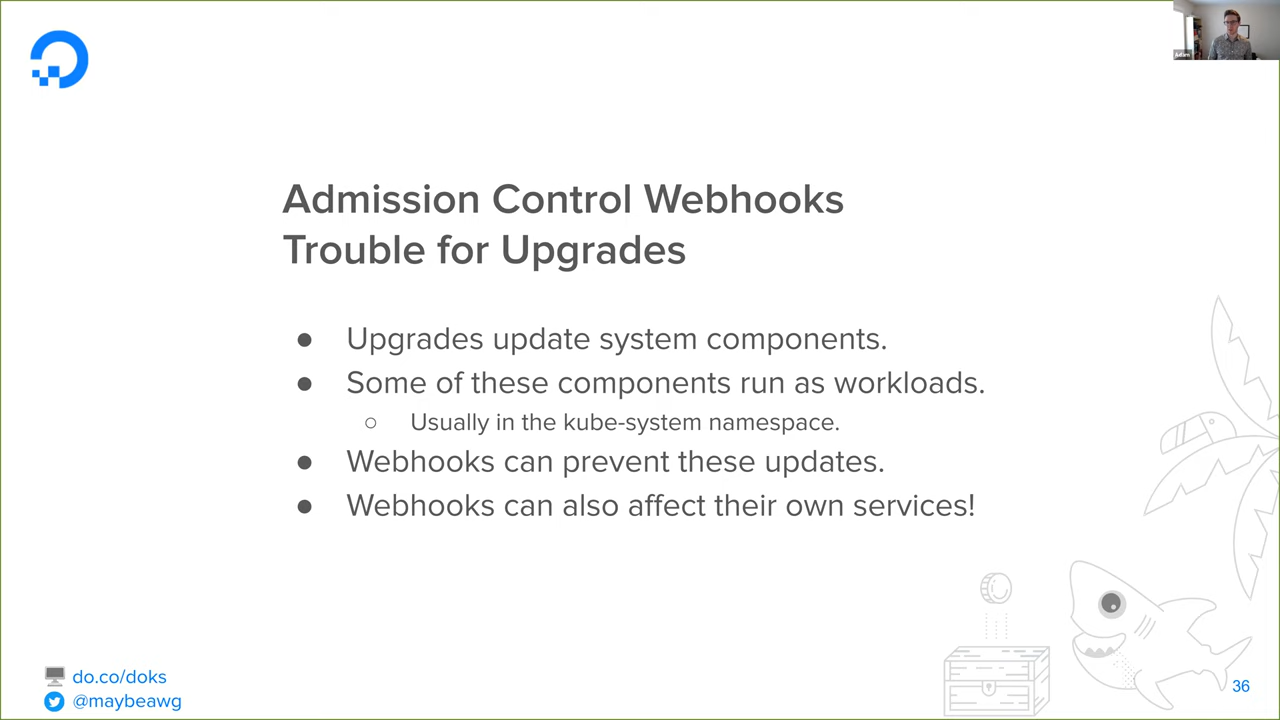 Adam
Admission Control Webhooks
Trouble for Upgrades
● Upgrades update system components.
● Some of these components run as workloads.
○ Usually in the kube-system namespace.
● Webhooks can prevent these updates.
● Webhooks can also affect their own services!
do.co/doks
@maybeawg
36